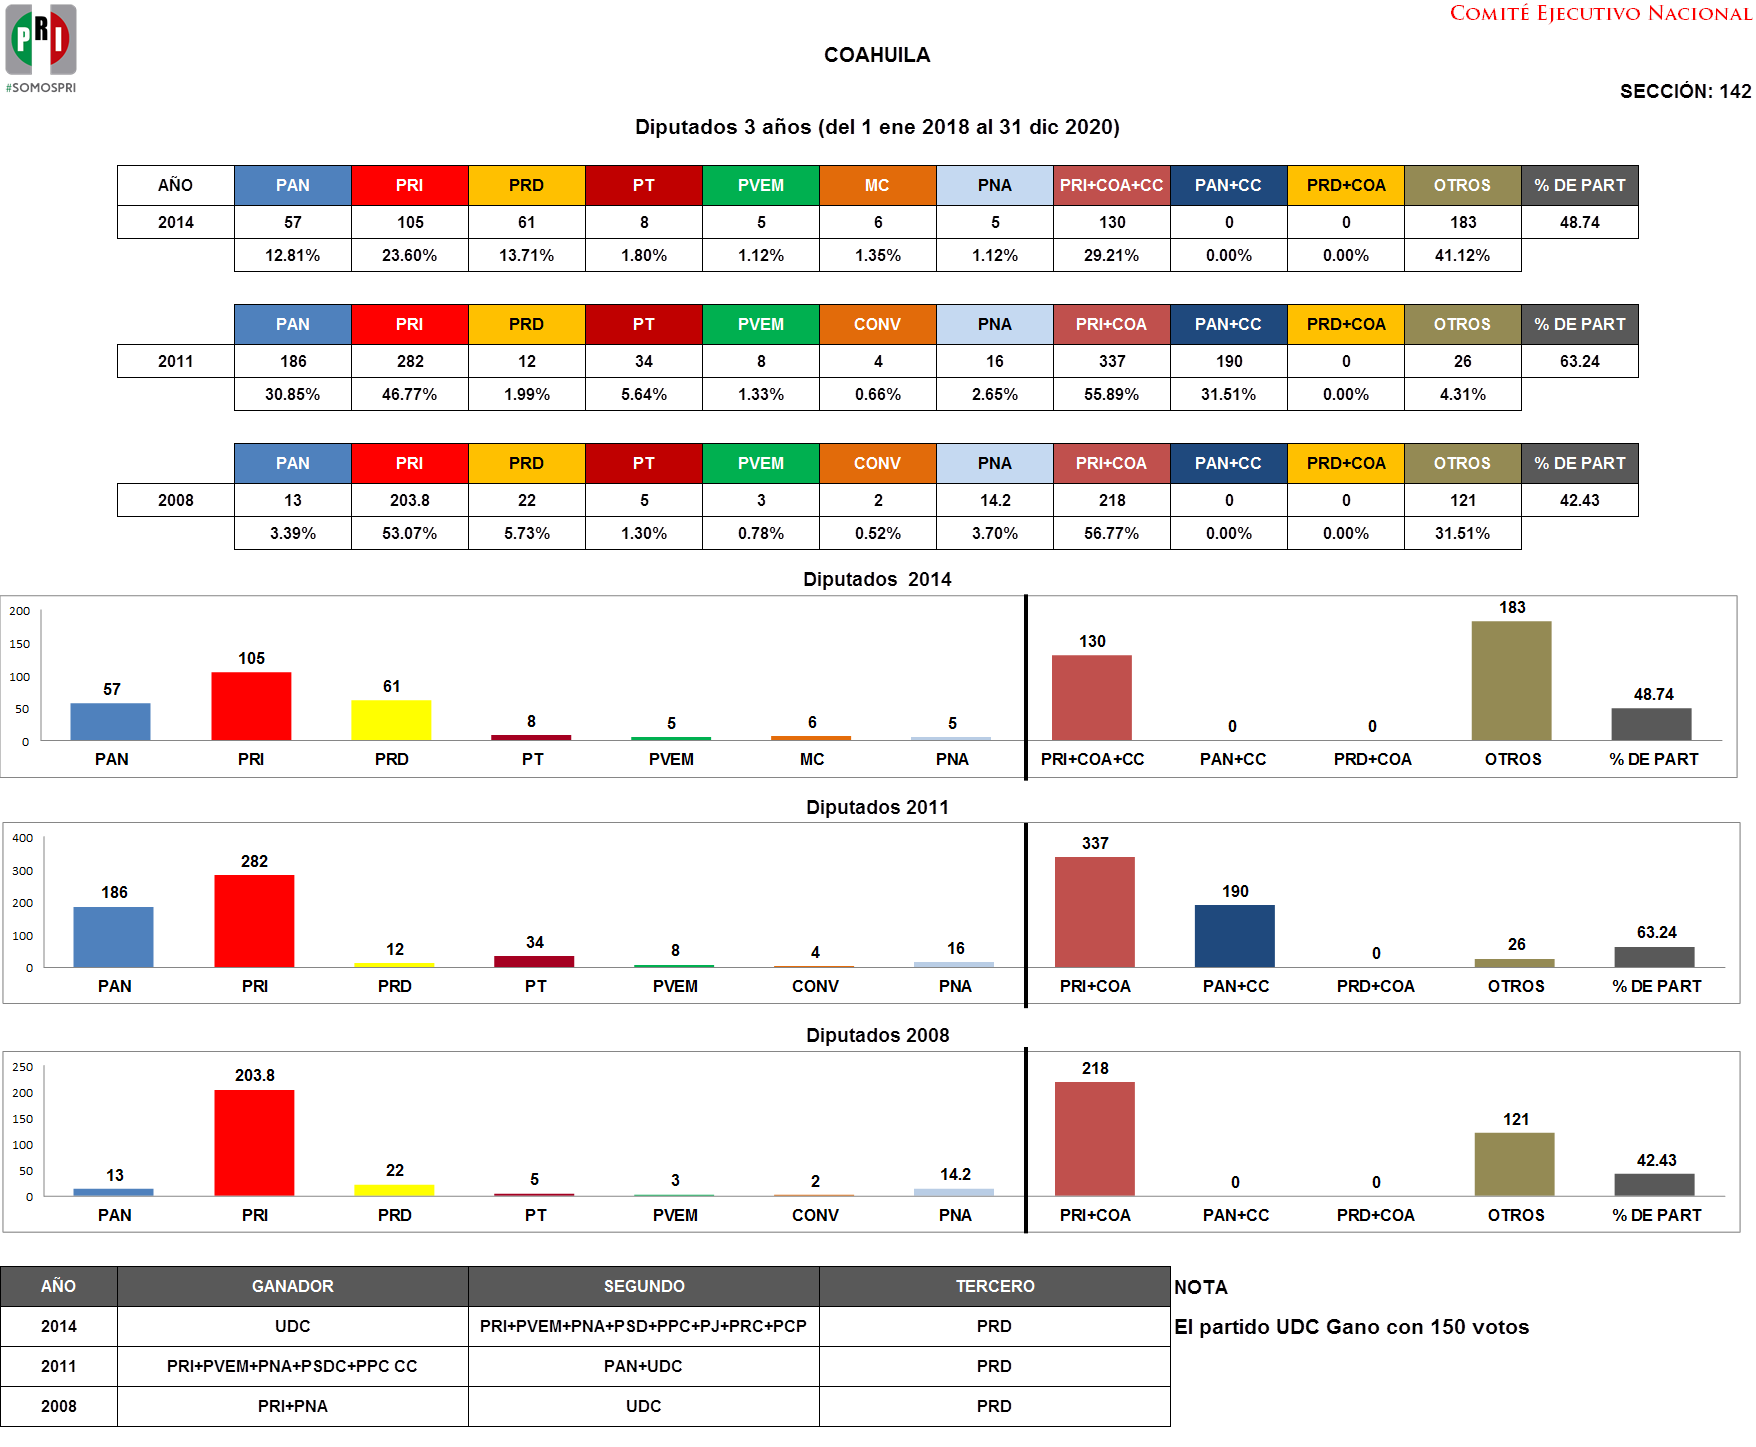 PRI
#SOMOSPRI
COMITÉ EJECUTIVO NACIONAL
COAHUILA
SECCIÓN: 142
Diputados 3 años (del 1 ene 2018 al 31 dic 2020)
AÑO PAN PRI PRD PT PVEM MC PNA PRI+COA+CC PAN+CC PRD+COA OTROS % DE PART
2014 57 105 61 8 5 6 5 130 0 0 183 48.74
12.81% 23.60% 13.71% 1.80% 1.12% 1.35% 1.12% 29.21% 0.00% 0.00% 41.12%
PAN PRI PRD PT PVEM CONV PNA PRI+COA PAN+CC PRD+COA OTROS % DE PART
2011 186 282 12 34 8 4 16 337 190 0 26 63.24
30.85% 46.77% 1.99% 5.64% 1.33% 0.66% 2.65% 55.89% 31.51% 0.00% 4.31%
PAN PRI PRD PT PVEM CONV PNA PRI+COA PAN+CC PRD+COA OTROS % DE PART
2008 13 203.8 22 5 3 2 14.2 218 0 0 121 42.43
3.39% 53.07% 5.73% 1.30% 0.78% 0.52% 3.70% 56.77% 0.00% 0.00% 31.51%
Diputados 2014
200
150
100
50
0
57 105 61 8 5 6 5 130 0 0 183 48.74
PAN PRI PRD PT PVEM MC PNA PRI+COA+CC PAN+CC PRD+COA OTROS % DE PART
Diputados 2011
400
300
200
100
0
186 282 12 34 8 4 16 337 190 0 26 63.24
PAN PRI PRD PT PVEM CONV PNA PRI+COA PAN+CC PRD+COA OTROS % DE PART
Diputados 2008
250
200
150
100
50
0
13 203.8 22 5 3 2 14.2 218 0 0 121 42.43
PAN PRI PRD PT PVEM CONV PNA PRI+COA PAN+CC PRD+COA OTROS % DE PART
AÑO GANADOR SEGUNDO TERCERO NOTA
2014 UDC PRI+PVEM+PNA+PSD+PPC+PJ+PRC+PCP PRD El partido UDC Gano con 150 votos
2011 PRI+PVEM+PNA+PSDC+PPC CC PAN+UDC PRD
2008 PRI+PNA UDC PRD